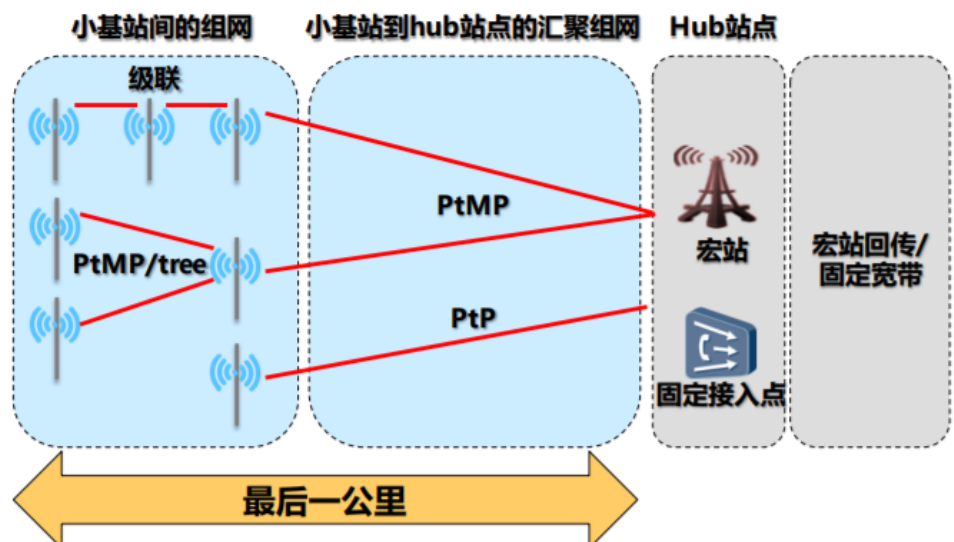 小基站间的组网
小基站到hub站点的汇聚组网
Hub站点
级联
PtMP
PtMP/tree
PtP
宏站
固定接入点
宏站回传/
固定宽带
最后一公里